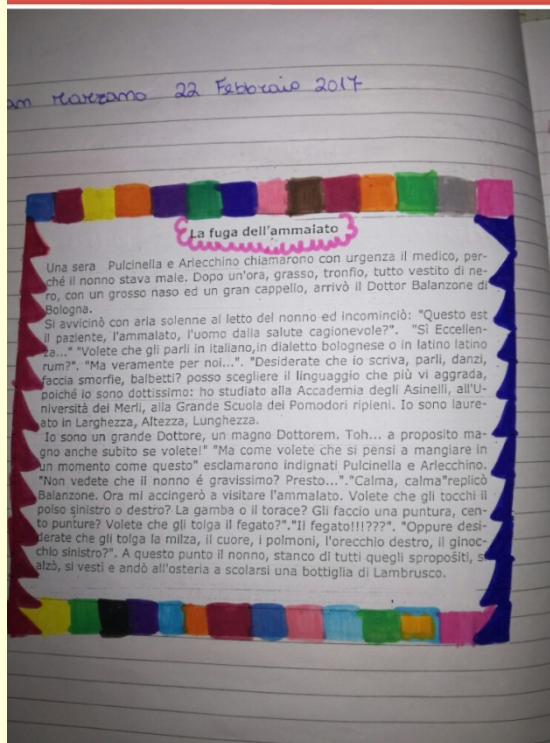 an Marzano 22 Febbraio 2017
La fuga dell'ammalato
Una sera Pulcinella e Arlecchino chiamarono con urgenza il medico, per-
ché il nonno stava male. Dopo un'ora, grasso, tronfio, tutto vestito di ne-
ro, con un grosso naso ed un gran cappello, arrivò il Dottor Balanzone di
Bologna.
Si avvicinò con aria solenne al letto del nonno ed incominciò: "Questo est
il paziente, l'ammalato, l'uomo dalla salute cagionevole?". "Sì Eccellen-
za..." "Volete che gli parli in italiano,in dialetto bolognese o in latino latino
rum?". "Ma veramente per noi...". "Desiderate che io scriva, parli, danzi,
faccia smorfie, balbetti? posso scegliere il linguaggio che più vi aggrada,
poiché io sono dottissimo: ho studiato alla Accademia degli Asinelli, all'U-
niversità dei Merli, alla Grande Scuola dei Pomodori ripieni. Io sono laure-
ato in Larghezza, Altezza, Lunghezza.
Io sono un grande Dottore, un magno Dottorem. Toh... a proposito ma-
gno anche subito se volete!" "Ma come volete che si pensi a mangiare in
un momento come questo" esclamarono indignati Pulcinella e Arlecchino.
"Non vedete che il nonno é gravissimo? Presto..."."Calma, calma"replicò
Balanzone. Ora mi accingerò a visitare l'ammalato. Volete che gli tocchi il
polso sinistro o destro? La gamba o il torace? Gli faccio una puntura, cen-
to punture? Volete che gli tolga il fegato?"."Il fegato!!!???". "Oppure desi-
derate che gli tolga la milza, il cuore, i polmoni, l'orecchio destro, il ginoc-
chio sinistro?". A questo punto il nonno, stanco di tutti quegli spropositi, si
alzò, si vestì e andò all'osteria a scolarsi una bottiglia di Lambrusco.